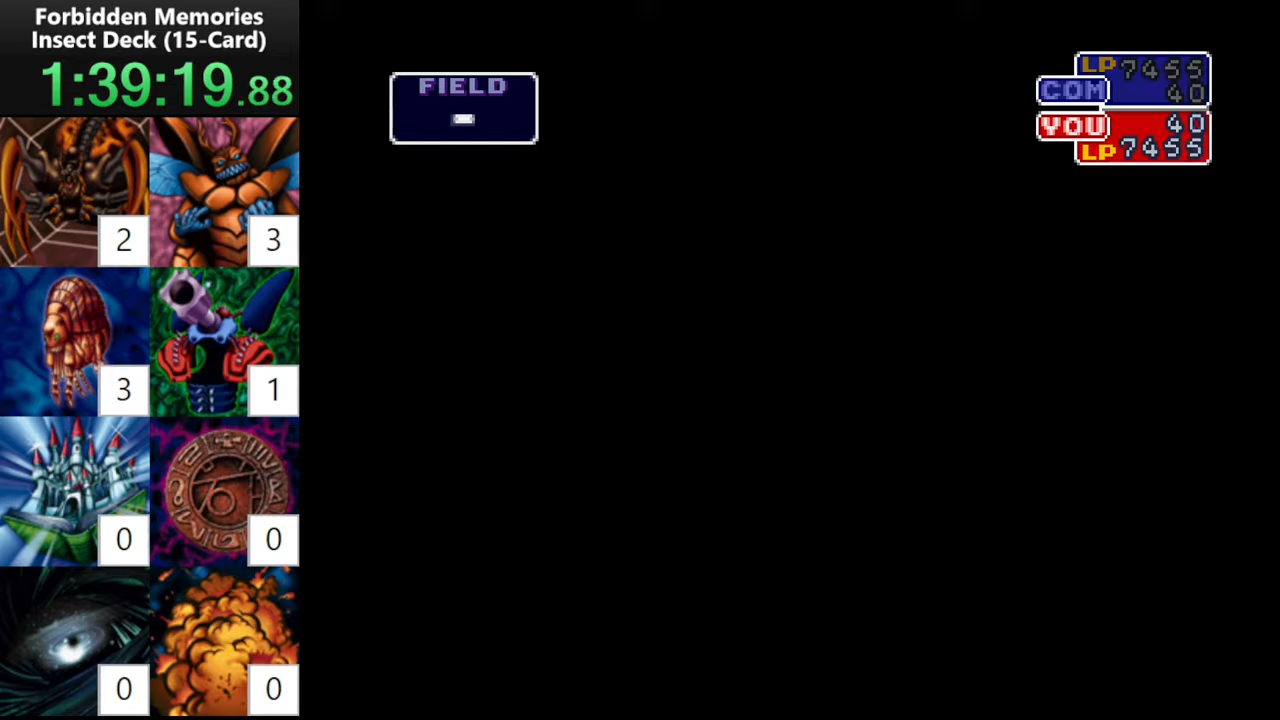 Forbidden Memories
Insect Deck (15-Card)
1:39:19.88
2
3
3
1
0
0
0
0
FIELD
LP 7455
COM 40
YOU 40
LP 7455